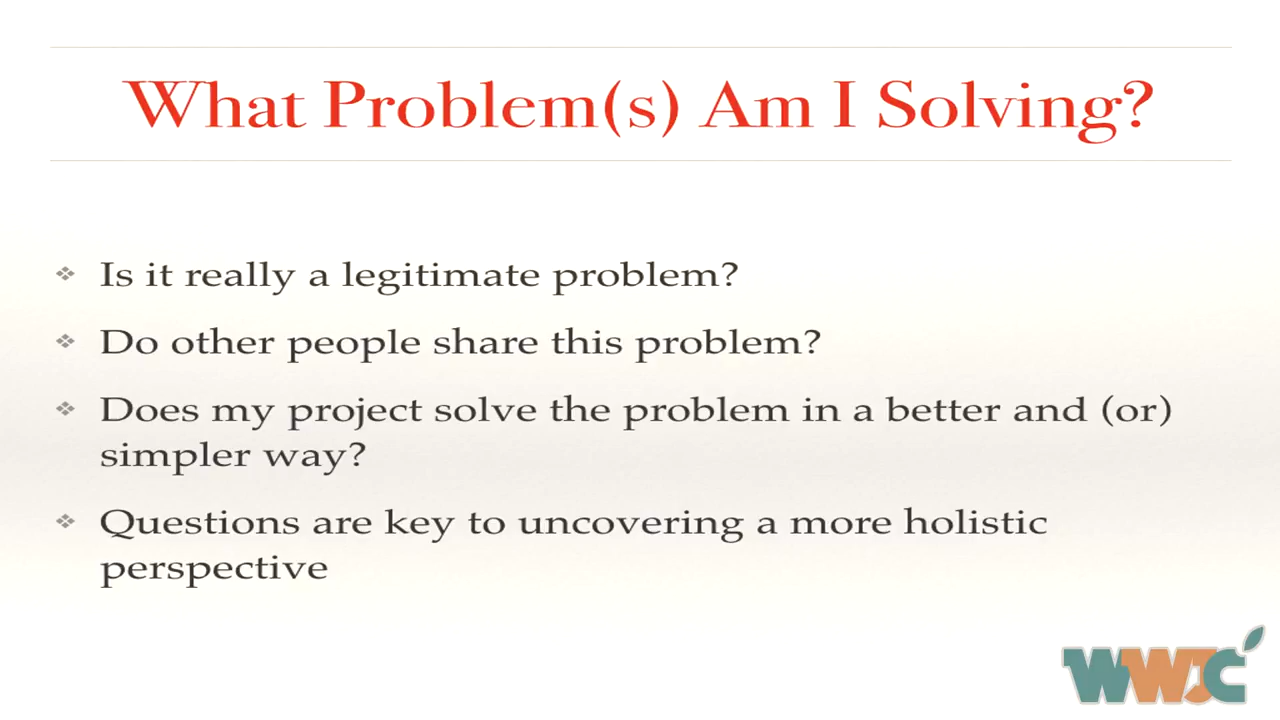 What Problem(s) Am I Solving?
Is it really a legitimate problem?
Do other people share this problem?
Does my project solve the problem in a better and (or)
simpler way?
Questions are key to uncovering a more holistic
perspective
WWJC